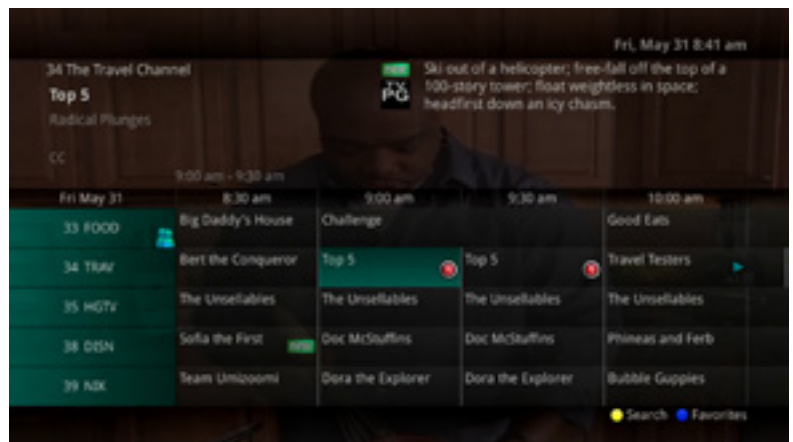 Fri, May 31 8:41 am
34 The Travel Channel
Top 5
Radical Plunges
CC
9:00 am - 9:30 am
new
TV PG
Ski out of a helicopter; free-fall off the top of a
100-story tower; float weightless in space;
headfirst down an icy chasm.
Fri May 31 8:30 am 9:00 am 9:30 am 10:00 am
33 FOOD Big Daddy's House Challenge Good Eats
34 TRAV Bert the Conqueror Top 5 Top 5 Travel Testers
35 HGTV The Unsellables The Unsellables The Unsellables The Unsellables
38 DISN Sofia the First new Doc McStuffins Doc McStuffins Phineas and Ferb
39 NIK Team Umizoomi Dora the Explorer Dora the Explorer Bubble Guppies
Search Favorites